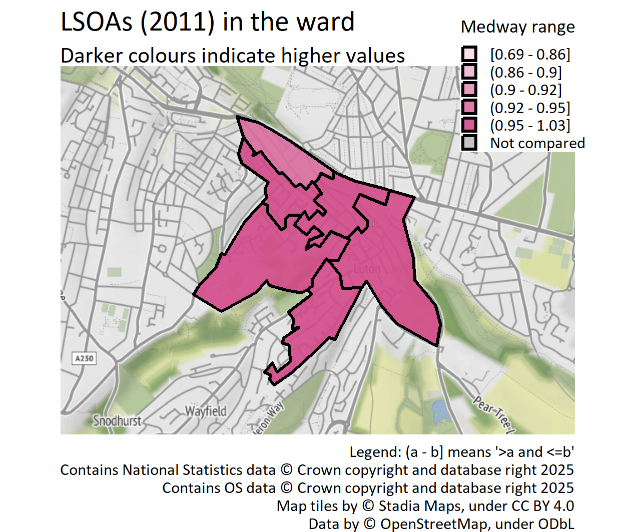 LSOAs (2011) in the ward
Darker colours indicate higher values
Medway range
[0.69 - 0.86]
(0.86 - 0.9]
(0.9 - 0.92]
(0.92 - 0.95]
(0.95 - 1.03]
Not compared
Luton
A230
Snodhurst
Wayfield
Pear-Tree-L
Legend: (a - b] means '>a and <=b'
Contains National Statistics data © Crown copyright and database right 2025
Contains OS data © Crown copyright and database right 2025
Map tiles by © Stadia Maps, under CC BY 4.0
Data by © OpenStreetMap, under ODbL